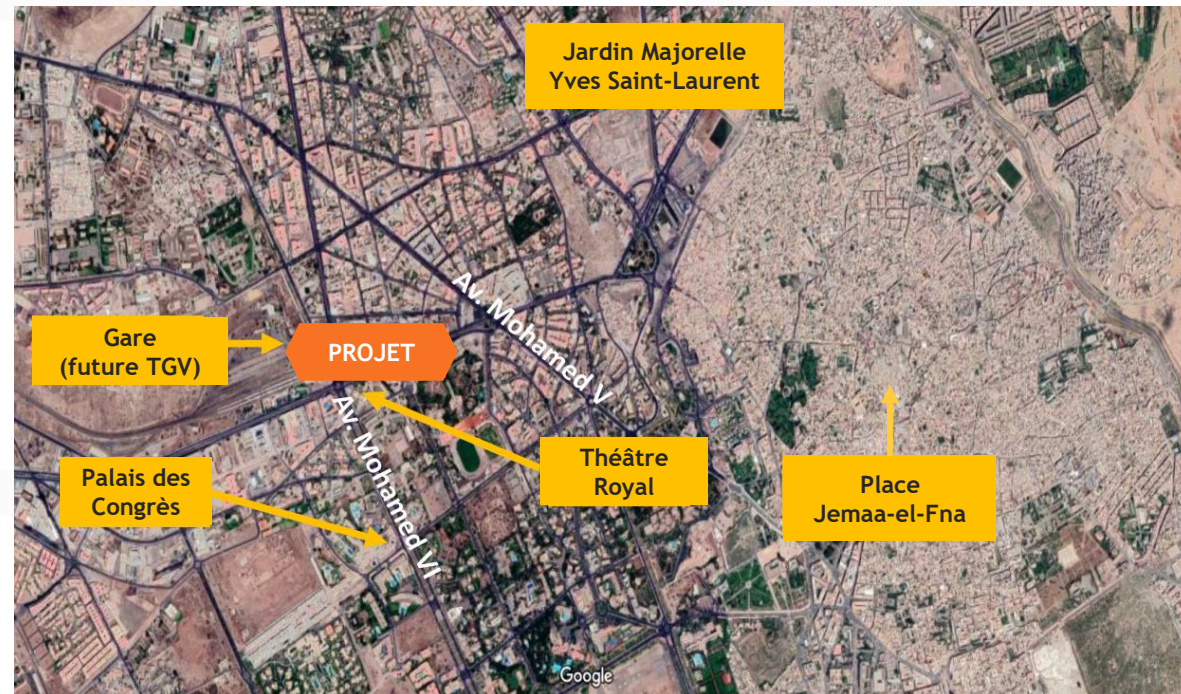 Jardin Majorelle
Yves Saint-Laurent
Av. Mohamed V
Gare
(future TGV)
PROJET
Av. Mohamed VI
Théâtre
Royal
Palais des
Congrès
Place
Jemaa-el-Fna
Google